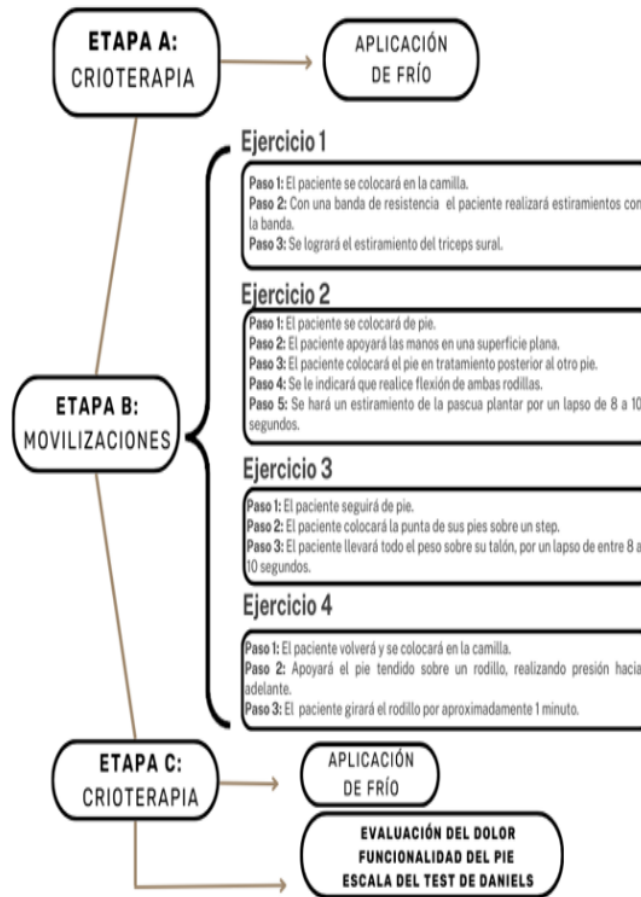 ETAPA A:
CRIOTERAPIA
APLICACIÓN
DE FRÍO
Ejercicio 1
Paso 1: El paciente se colocará en la camilla.
Paso 2: Con una banda de resistencia el paciente realizará estiramientos con
la banda.
Paso 3: Se logrará el estiramiento del triceps sural.
Ejercicio 2
Paso 1: El paciente se colocará de pie.
Paso 2: El paciente apoyará las manos en una superficie plana.
Paso 3: El paciente colocará el pie en tratamiento posterior al otro pie.
Paso 4: Se le indicará que realice flexión de ambas rodillas.
Paso 5: Se hará un estiramiento de la pascua plantar por un lapso de 8 a 10
segundos.
ETAPA B:
MOVILIZACIONES
Ejercicio 3
Paso 1: El paciente seguirá de pie.
Paso 2: El paciente colocará la punta de sus pies sobre un step.
Paso 3: El paciente llevará todo el peso sobre su talón, por un lapso de entre 8 a
10 segundos.
Ejercicio 4
Paso 1: El paciente volverá y se colocará en la camilla.
Paso 2: Apoyará el pie tendido sobre un rodillo, realizando presión hacia
adelante.
Paso 3: El paciente girará el rodillo por aproximadamente 1 minuto.
ETAPA C:
CRIOTERAPIA
APLICACIÓN
DE FRÍO
EVALUACIÓN DEL DOLOR
FUNCIONALIDAD DEL PIE
ESCALA DEL TEST DE DANIELS